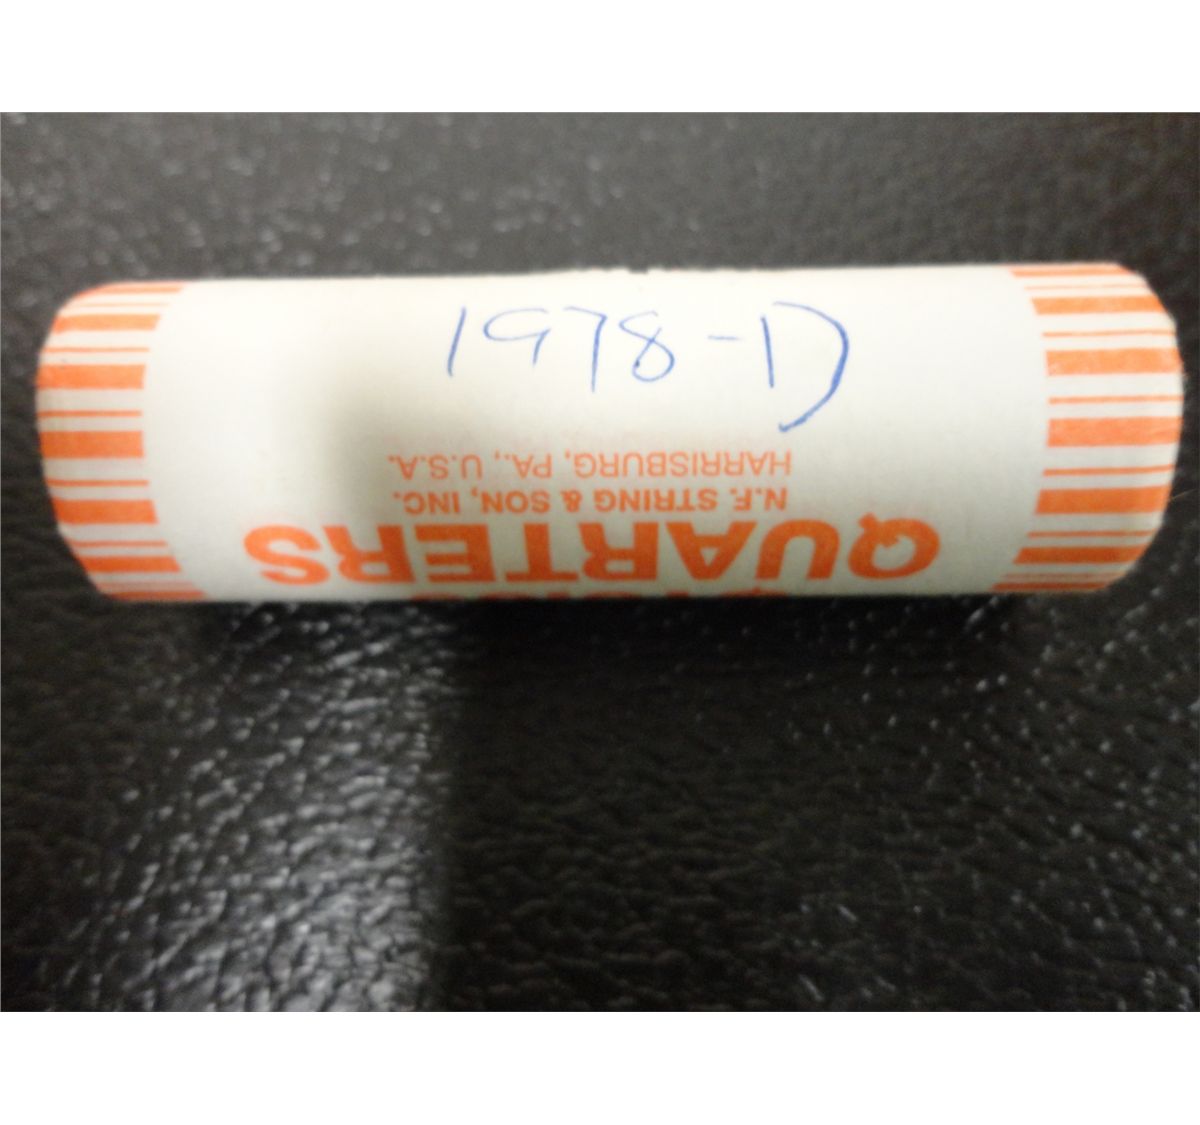 1978-D
QUARTERS
N.F. STRING & SON, INC.
HARRISBURG, PA., U.S.A.